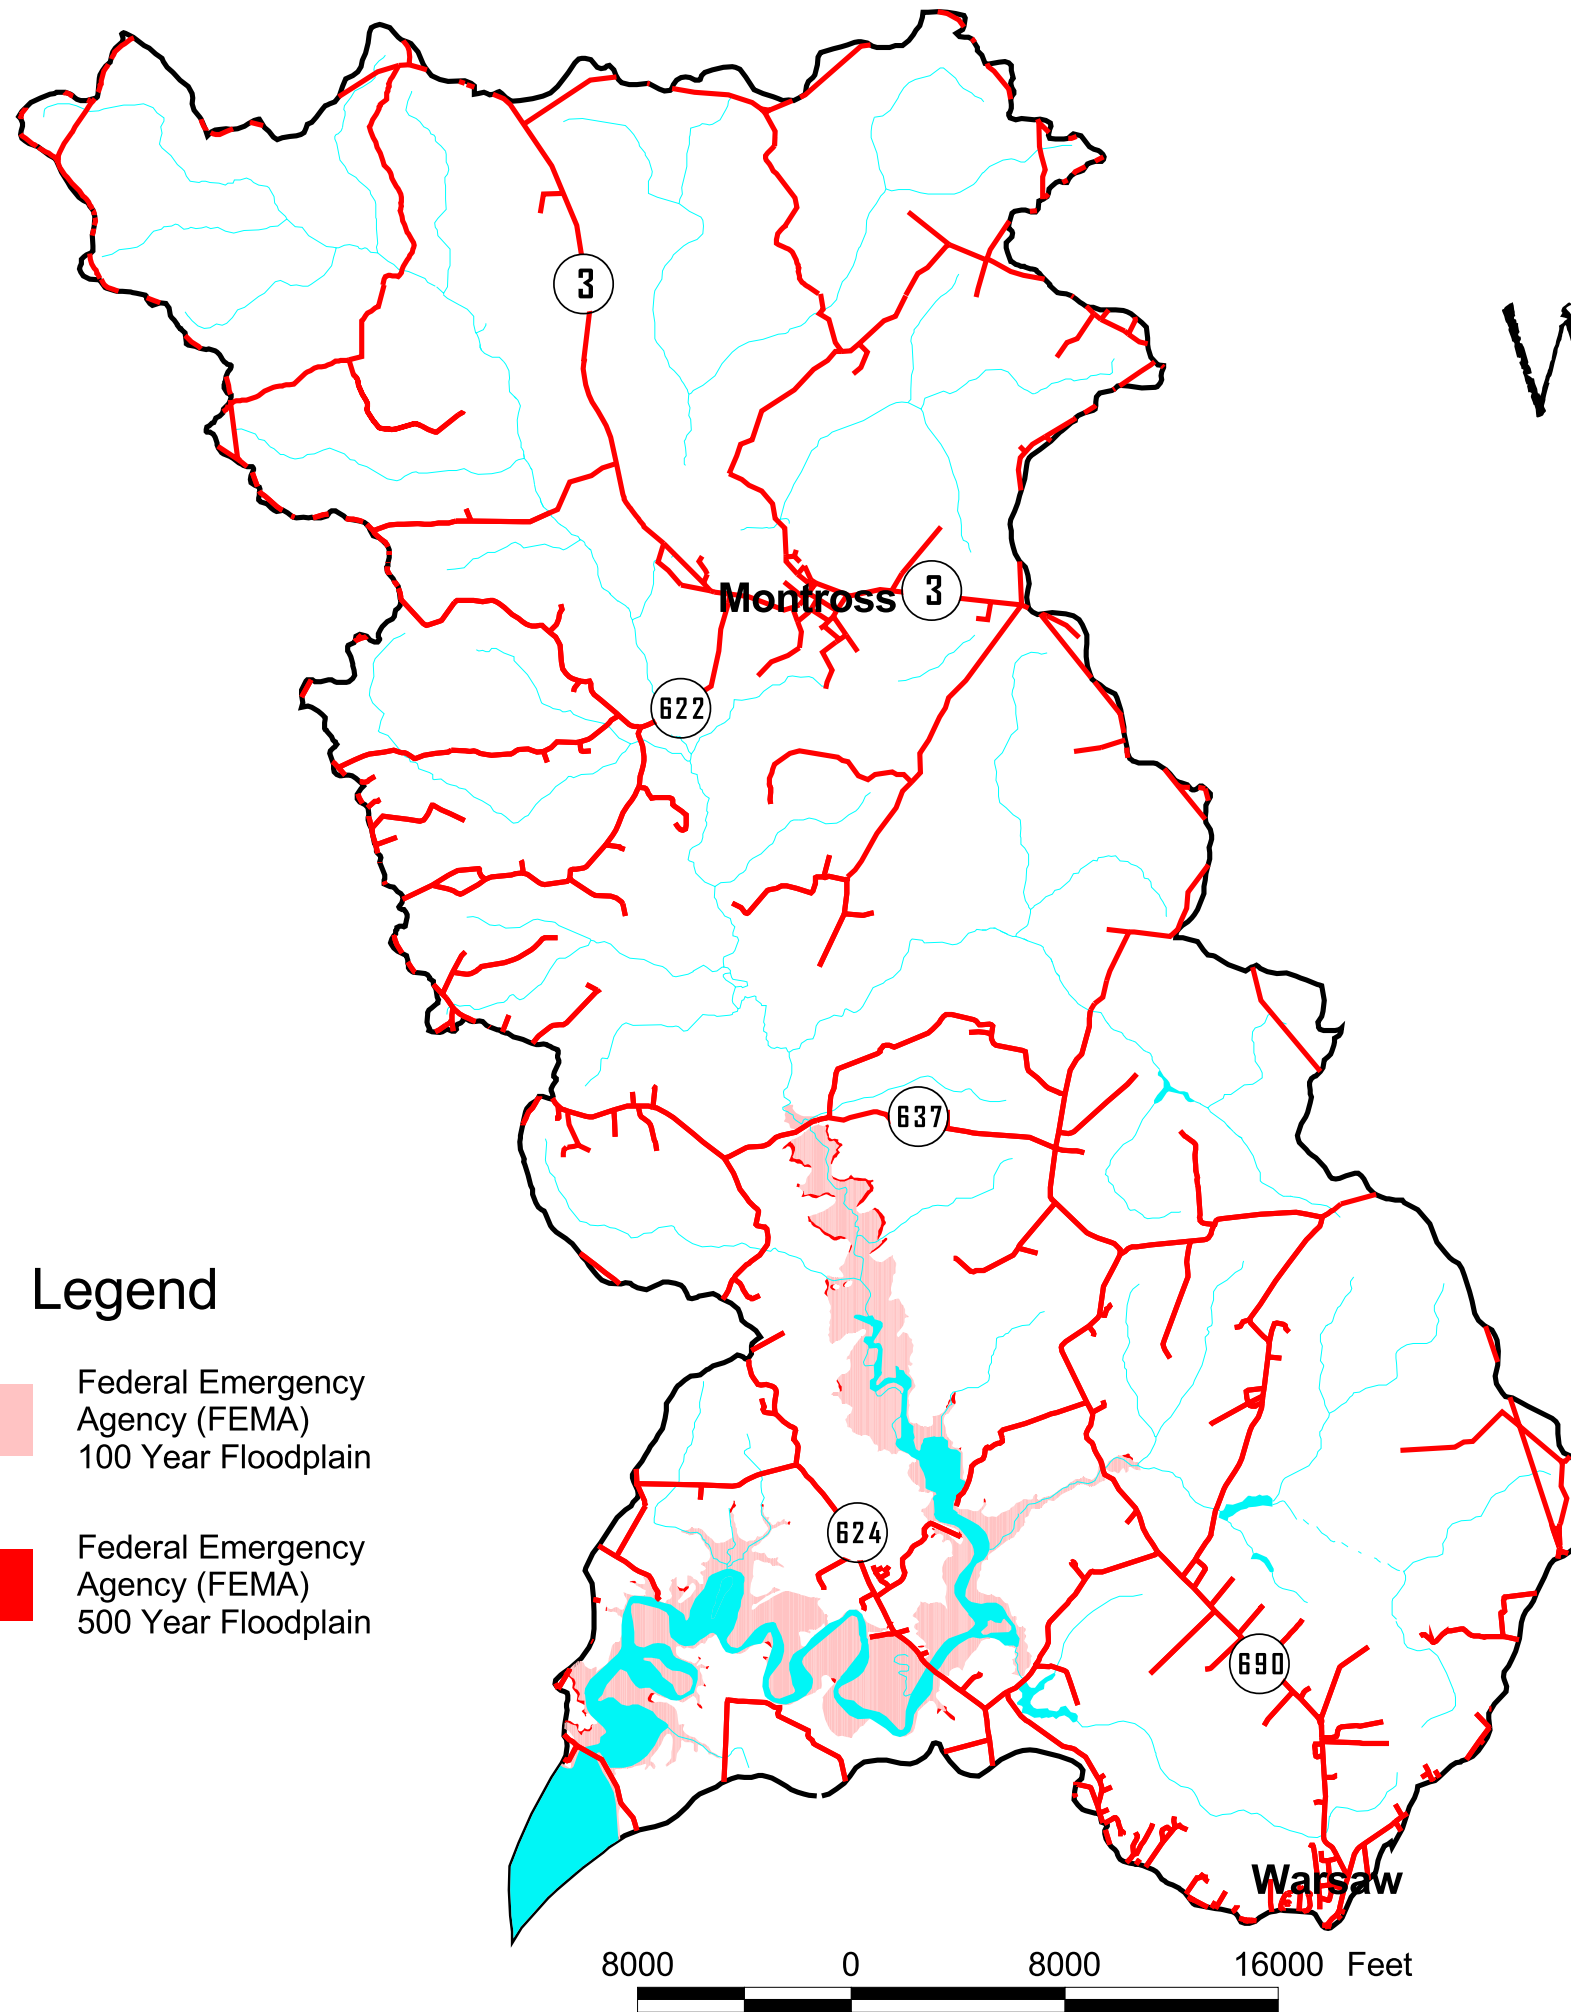 3
W
Montross
3
622
637
Legend
Federal Emergency
Agency (FEMA)
100 Year Floodplain
Federal Emergency
Agency (FEMA)
500 Year Floodplain
624
690
Warsaw
8000 0 8000 16000 Feet